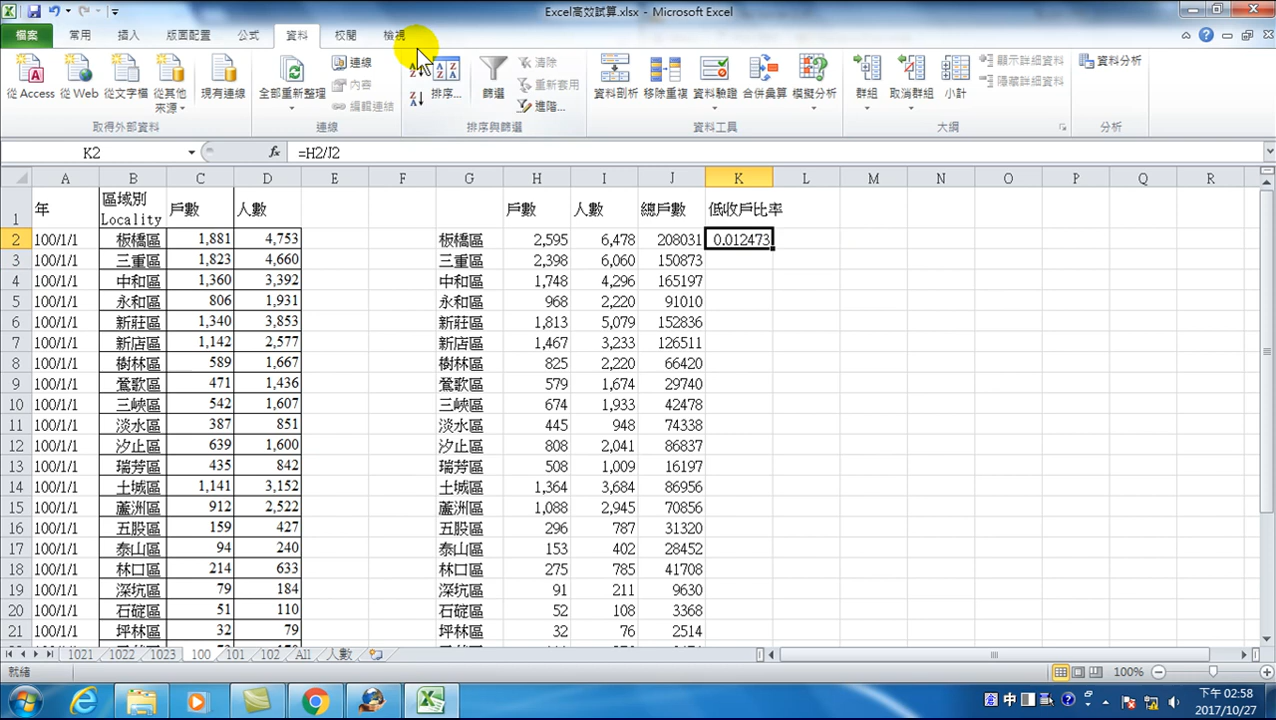 Excel高效試算.xlsx - Microsoft Excel
檔案 常用 插入 版面配置 公式 資料 校閱 檢視
從 Access 從 Web 從文字檔 從其他來源 現有連線 全部重新整理 連線 內容 編輯連結 排序... 篩選 清除 重新套用 進階... 資料剖析 移除重複 資料驗證 合併彙算 模擬分析 群組 取消群組 小計 顯示詳細資料 隱藏詳細資料 資料分析
取得外部資料 連線 排序與篩選 資料工具 大綱 分析
K2 fx =H2/J2
A B C D E F G H I J K L M N O P Q R
1 年 區域別 Locality 戶數 人數 戶數 人數 總戶數 低收戶比率
2 100/1/1 板橋區 1,881 4,753 板橋區 2,595 6,478 208031 0.012473
3 100/1/1 三重區 1,823 4,660 三重區 2,398 6,060 150873
4 100/1/1 中和區 1,360 3,392 中和區 1,748 4,296 165197
5 100/1/1 永和區 806 1,931 永和區 968 2,220 91010
6 100/1/1 新莊區 1,340 3,853 新莊區 1,813 5,079 152836
7 100/1/1 新店區 1,142 2,577 新店區 1,467 3,233 126511
8 100/1/1 樹林區 589 1,667 樹林區 825 2,220 66420
9 100/1/1 鶯歌區 471 1,436 鶯歌區 579 1,674 29740
10 100/1/1 三峽區 542 1,607 三峽區 674 1,933 42478
11 100/1/1 淡水區 387 851 淡水區 445 948 74338
12 100/1/1 汐止區 639 1,600 汐止區 808 2,041 86837
13 100/1/1 瑞芳區 435 842 瑞芳區 508 1,009 16197
14 100/1/1 土城區 1,141 3,152 土城區 1,364 3,684 86956
15 100/1/1 蘆洲區 912 2,522 蘆洲區 1,088 2,945 70856
16 100/1/1 五股區 159 427 五股區 296 787 31320
17 100/1/1 泰山區 94 240 泰山區 153 402 28452
18 100/1/1 林口區 214 633 林口區 275 785 41708
19 100/1/1 深坑區 79 184 深坑區 91 211 9630
20 100/1/1 石碇區 51 110 石碇區 52 108 3368
21 100/1/1 坪林區 32 79 坪林區 32 76 2514
1021 1022 1023 100 101 102 All 人數
就緒 100%
中
下午 02:58
2017/10/27